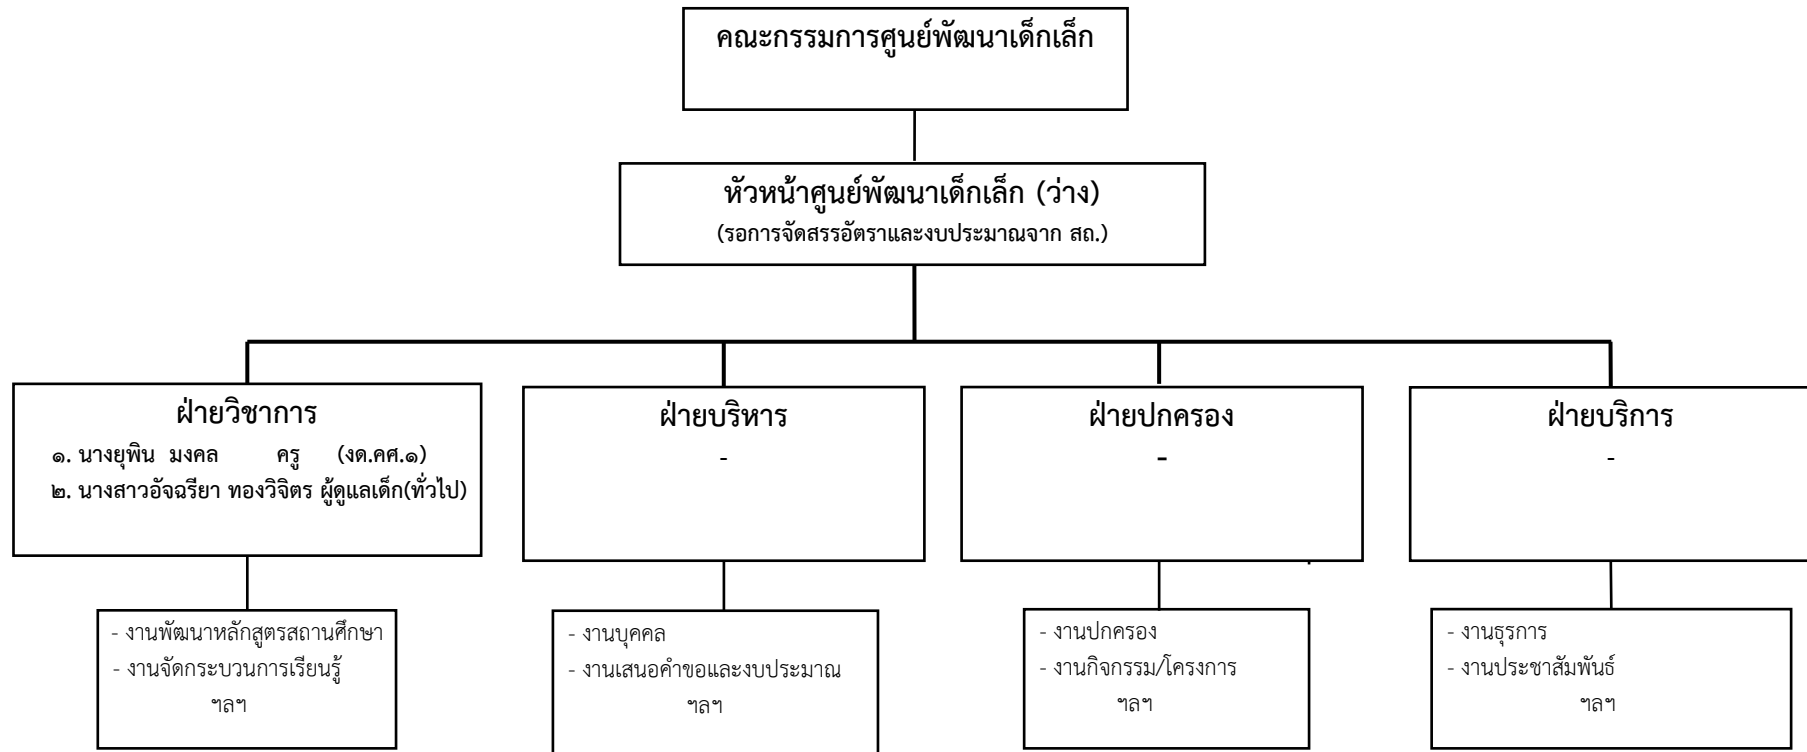 คณะกรรมการศูนย์พัฒนาเด็กเล็ก
หัวหน้าศูนย์พัฒนาเด็กเล็ก (ว่าง)
(รอการจัดสรรอัตราและงบประมาณจาก สถ.)
ฝ่ายวิชาการ
๑. นางยุพิน มงคล ครู (งด.คศ.๑)
๒. นางสาวอัจฉรียา ทองวิจิตร ผู้ดูแลเด็ก(ทั่วไป)
ฝ่ายบริหาร
-
ฝ่ายปกครอง
-
ฝ่ายบริการ
-
- งานพัฒนาหลักสูตรสถานศึกษา
- งานจัดกระบวนการเรียนรู้
ฯลฯ
- งานบุคคล
- งานเสนอคำขอและงบประมาณ
ฯลฯ
- งานปกครอง
- งานกิจกรรม/โครงการ
ฯลฯ
- งานธุรการ
- งานประชาสัมพันธ์
ฯลฯ